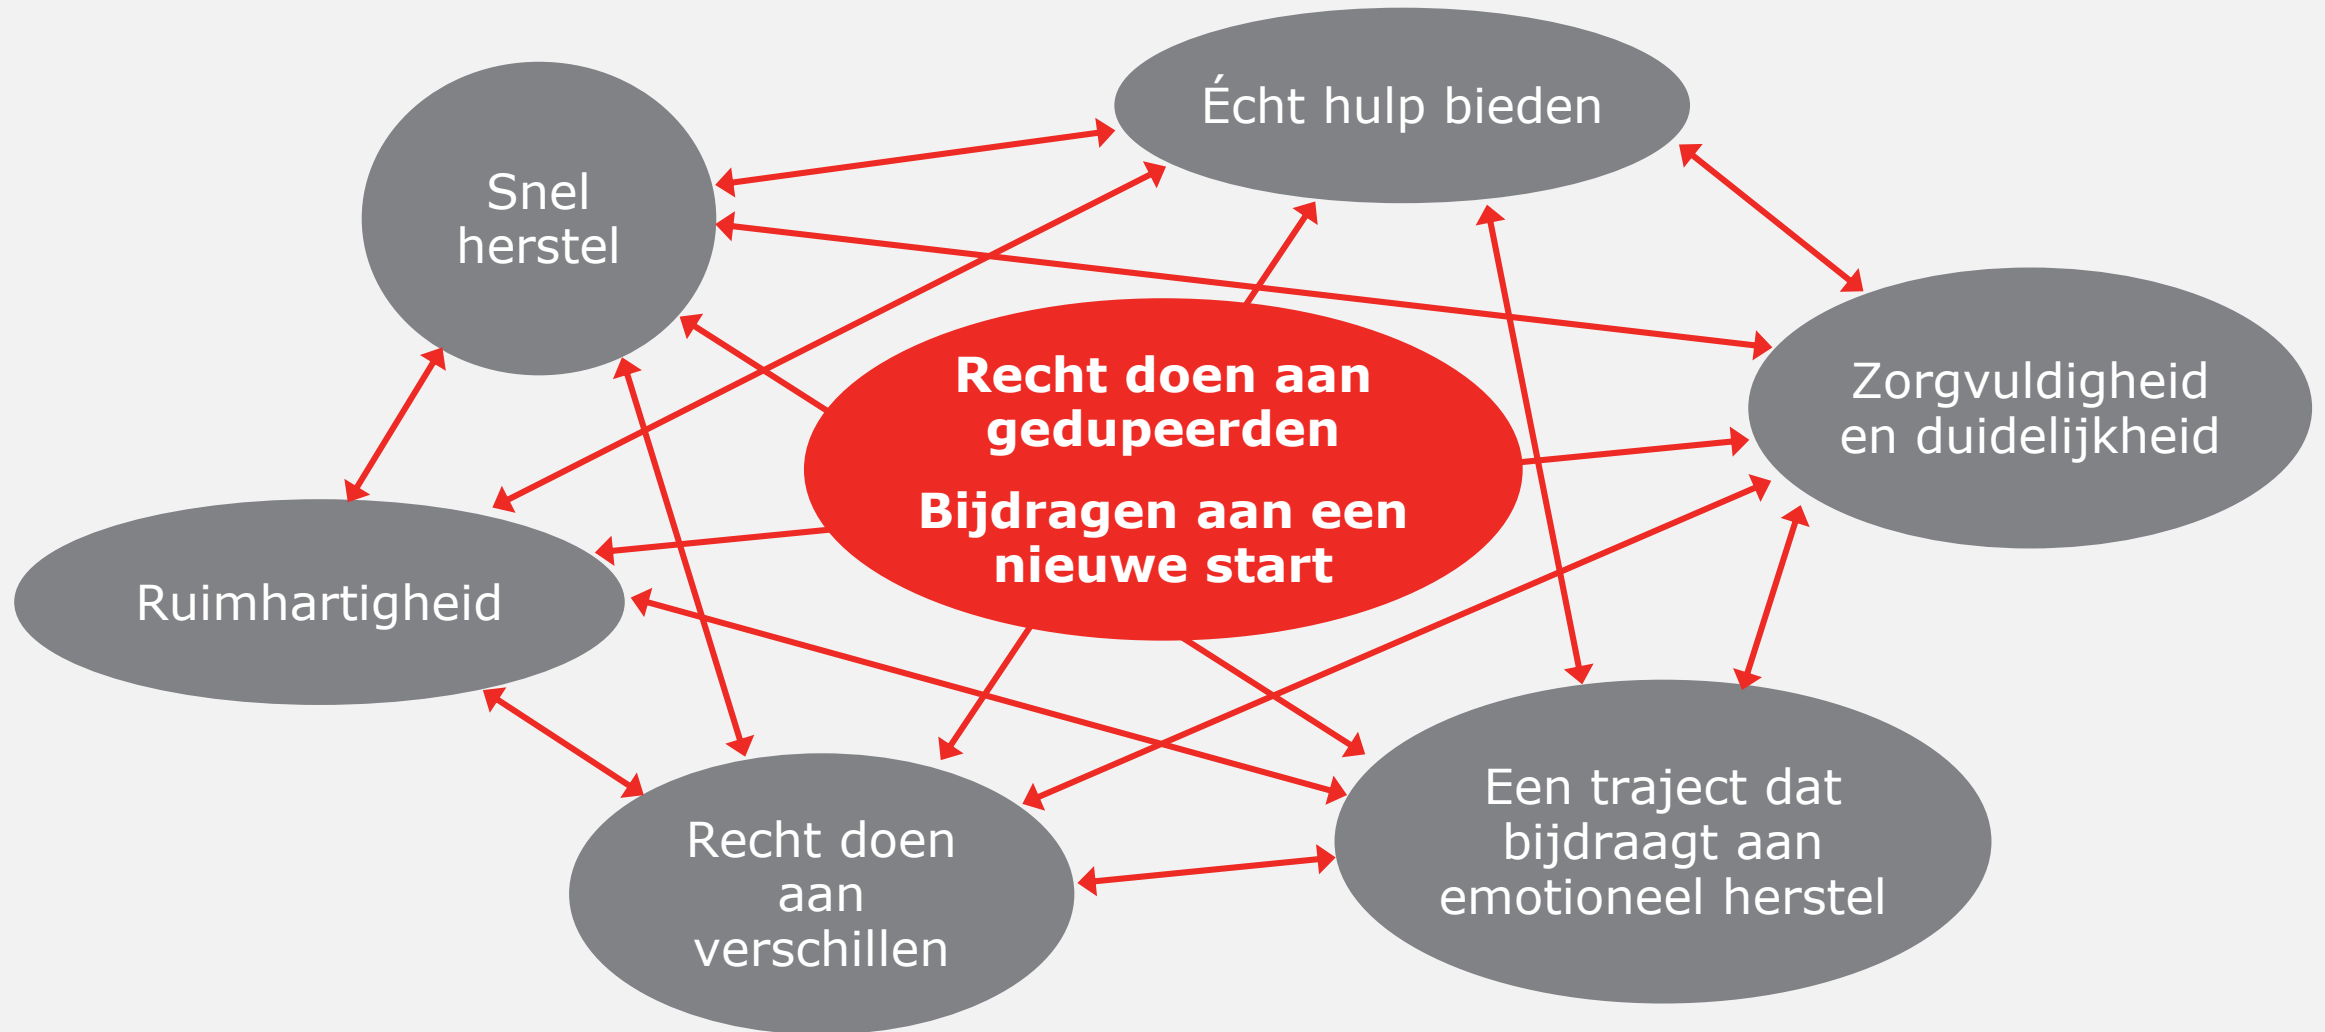 Écht hulp bieden
Snel
herstel
Recht doen aan
gedupeerden
Bijdragen aan een
nieuwe start
Zorgvuldigheid
en duidelijkheid
Ruimhartigheid
Recht doen
aan
verschillen
Een traject dat
bijdraagt aan
emotioneel herstel